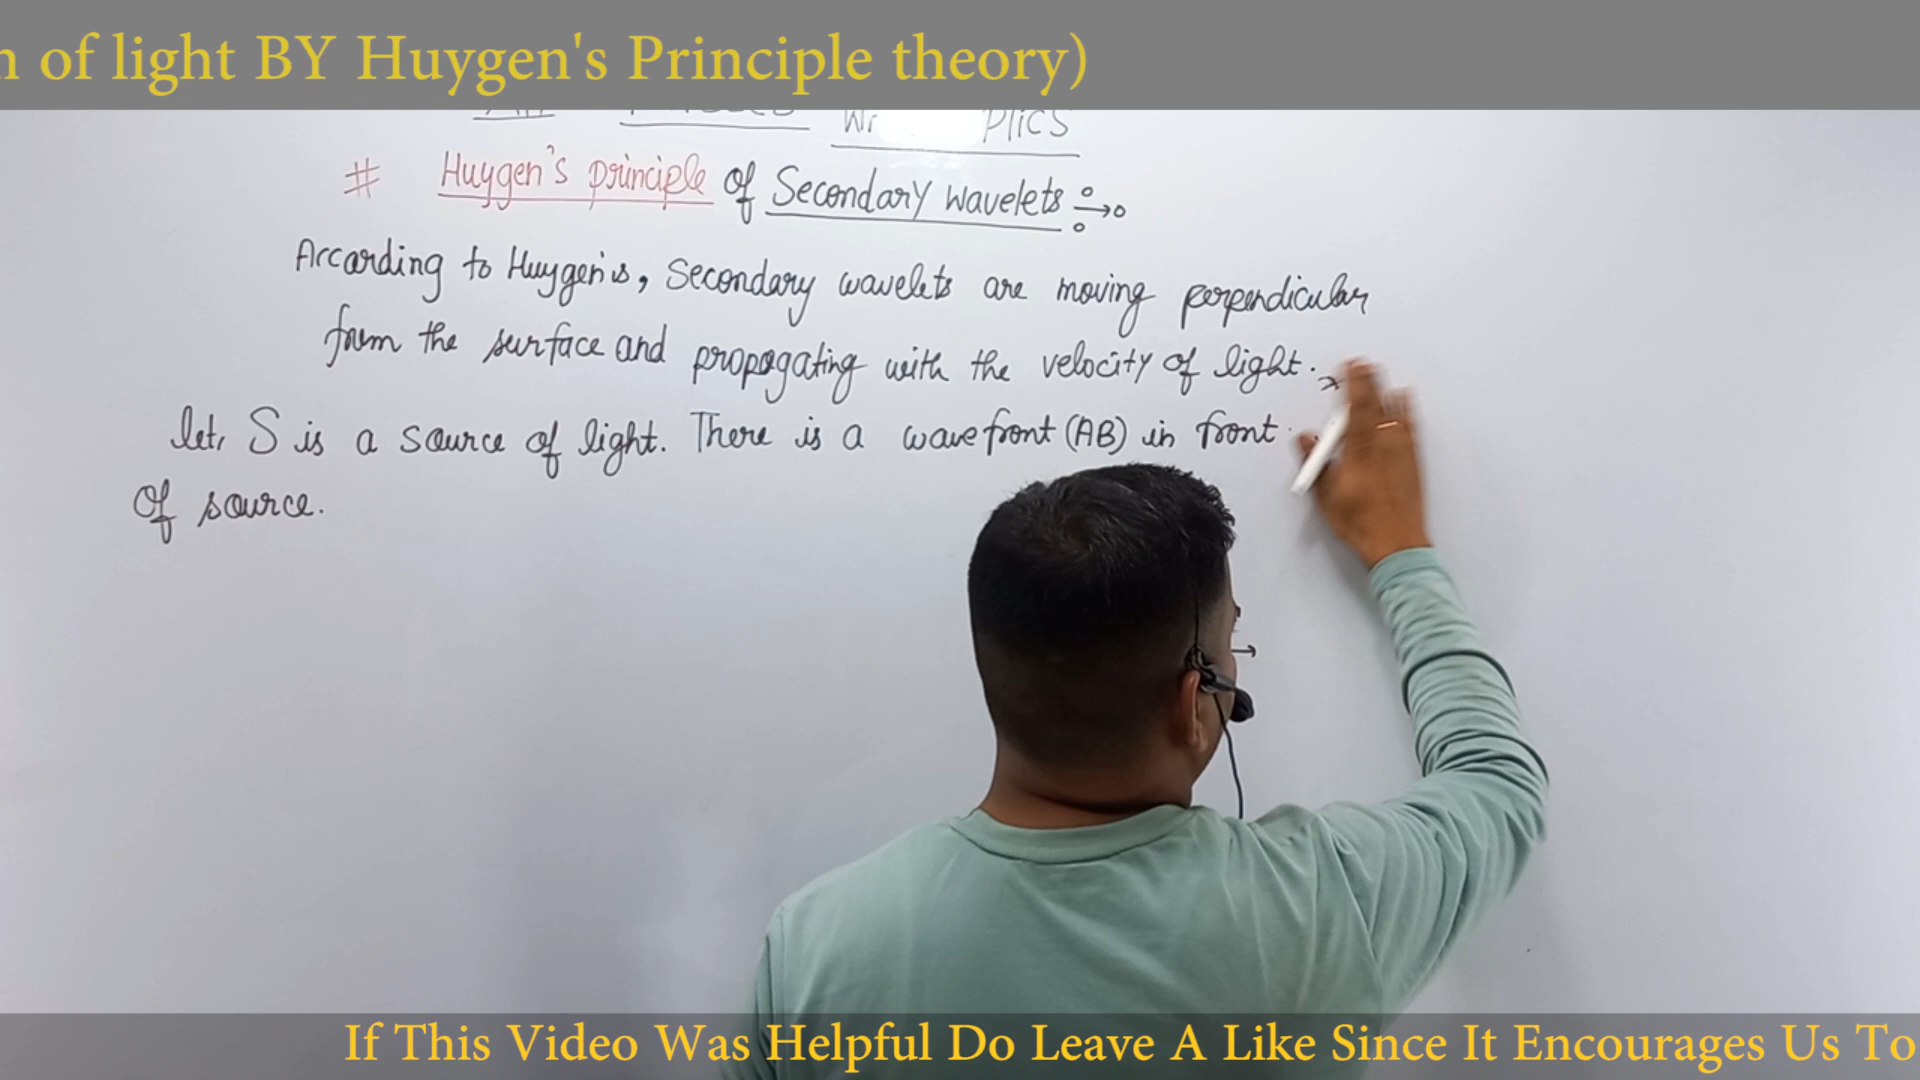 of light BY Huygen's Principle theory)
# Huygen's principle of Secondary Wavelets
According to Huygen's, Secondary wavelets are moving perpendicular
from the surface and propagating with the velocity of light.
let, S is a source of light. There is a wavefront (AB) in front
of source.
If This Video Was Helpful Do Leave A Like Since It Encourages Us To